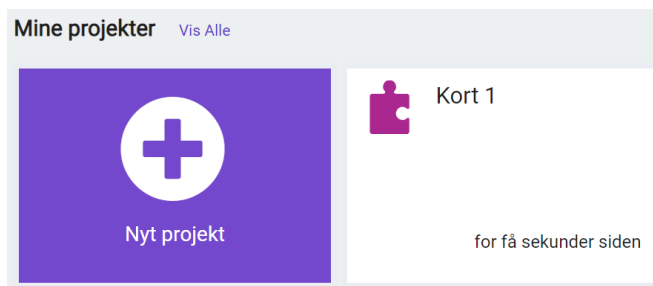 Mine projekter Vis Alle
Kort 1
Nyt projekt
for få sekunder siden